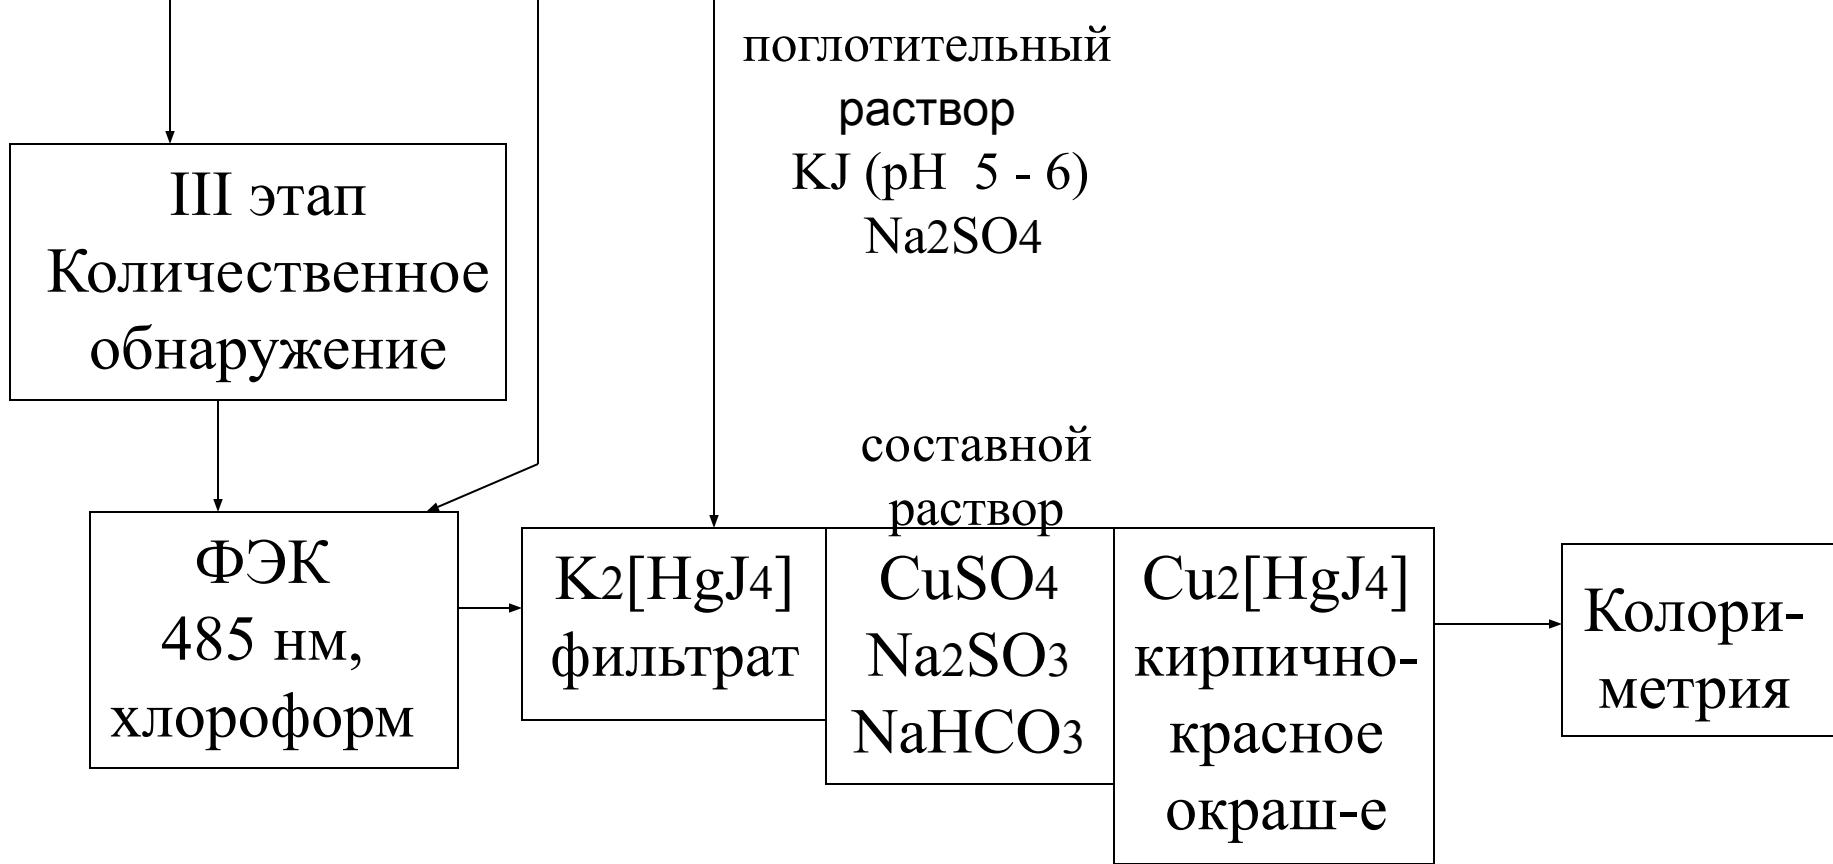 поглотительный
раствор
KJ (pH 5 - 6)
Na2SO4
III этап
Количественное
обнаружение
составной
раствор
ФЭК
485 нм,
хлороформ
K2[HgJ4]
фильтрат
CuSO4
Na2SO3
NaHCO3
Cu2[HgJ4]
кирпично-
красное
окраш-е
Колори-
метрия